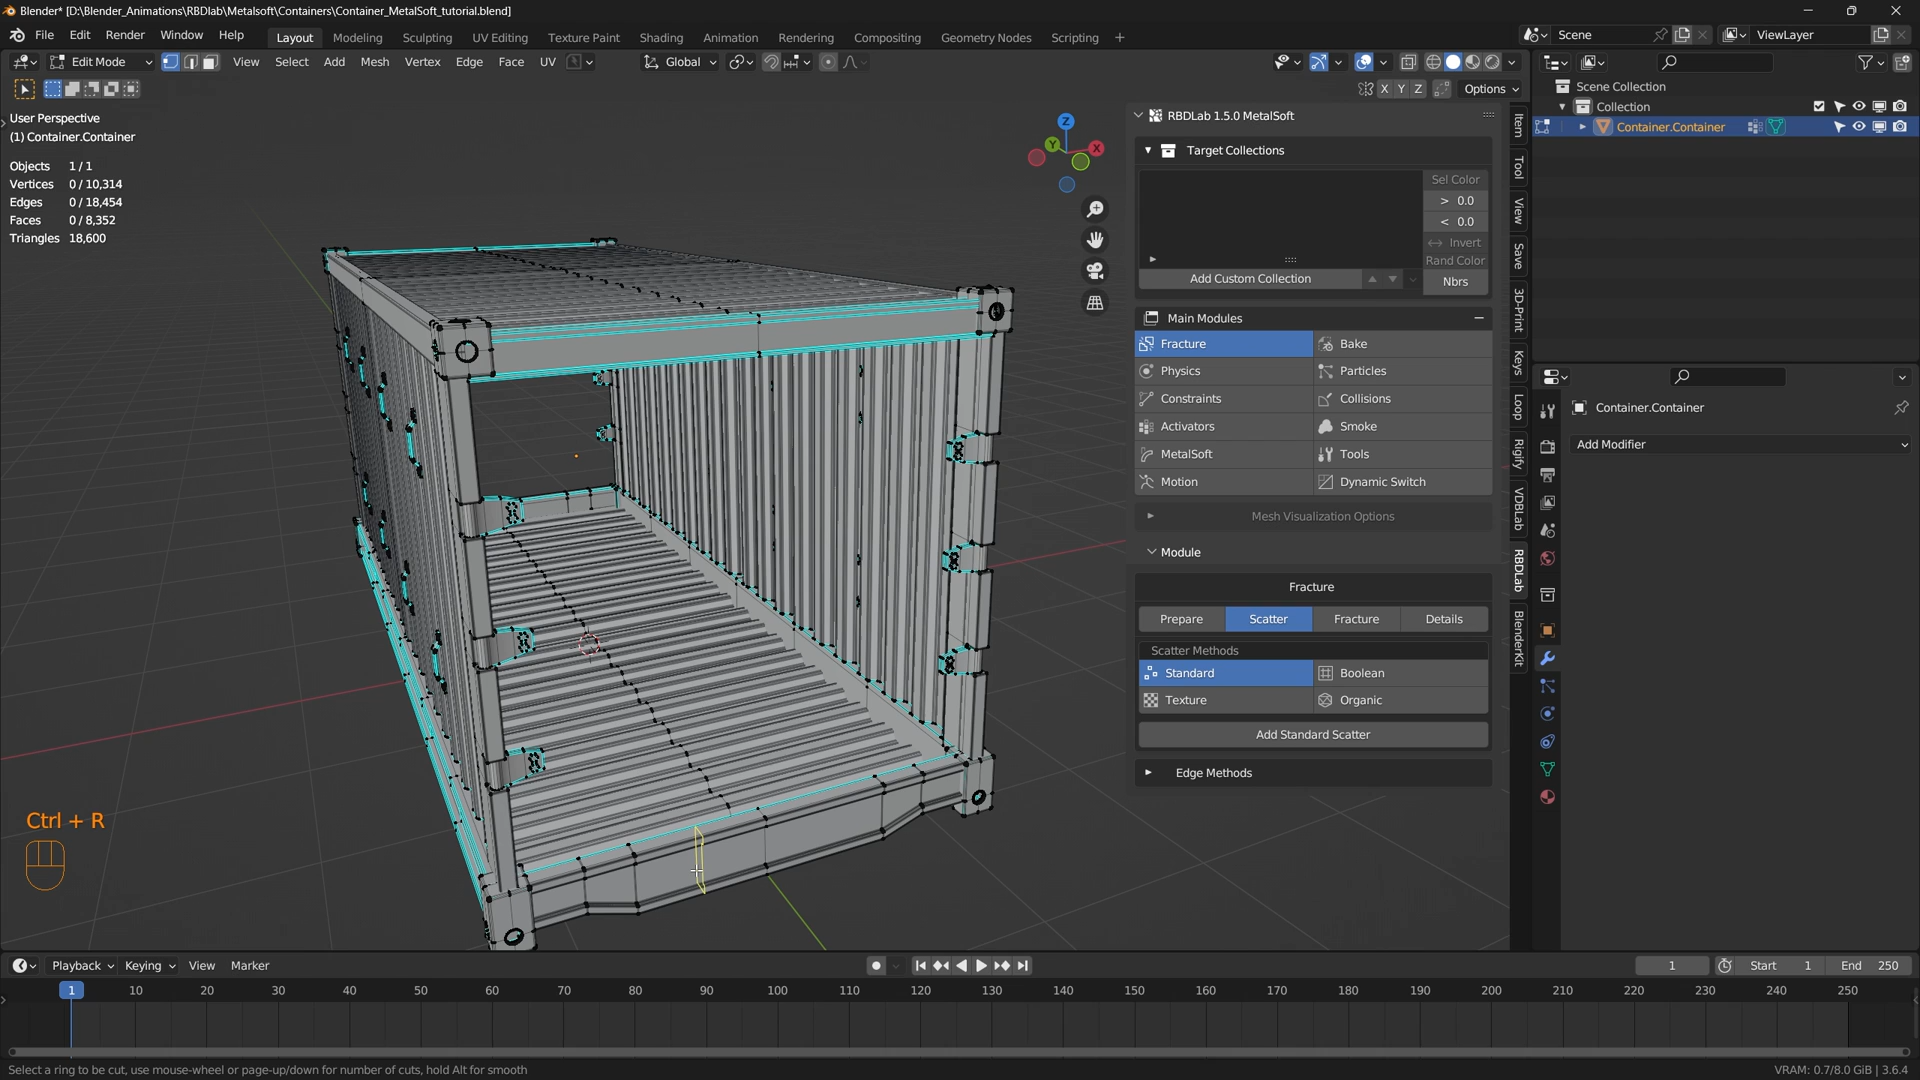 Blender* [D:\Blender_Animations\RBDlab\Metalsoft\Containers\Container_MetalSoft_tutorial.blend]
File Edit Render Window Help Layout Modeling Sculpting UV Editing Texture Paint Shading Animation Rendering Compositing Geometry Nodes Scripting + Scene ViewLayer
Edit Mode View Select Add Mesh Vertex Edge Face UV Global
X Y Z Options
User Perspective
(1) Container.Container
Objects 1/1
Vertices 0/10,314
Edges 0/18,454
Faces 0/8,352
Triangles 18,600
Z
Y
X
Ctrl + R
RBDLab 1.5.0 MetalSoft
Target Collections
Sel Color
> 0.0
< 0.0
Invert
Rand Color
Add Custom Collection Nbrs
Main Modules
Fracture Bake
Physics Particles
Constraints Collisions
Activators Smoke
MetalSoft Tools
Motion Dynamic Switch
Mesh Visualization Options
Module
Fracture
Prepare Scatter Fracture Details
Scatter Methods
Standard Boolean
Texture Organic
Add Standard Scatter
Edge Methods
Item
Tool
View
Save
3D-Print
Keys
Loop
Rigify
VDBLab
RBDLab
BlenderKit
Scene Collection
Collection
Container.Container
Container.Container
Add Modifier
Playback Keying View Marker 1 Start 1 End 250
1 10 20 30 40 50 60 70 80 90 100 110 120 130 140 150 160 170 180 190 200 210 220 230 240 250
Select a ring to be cut, use mouse-wheel or page-up/down for number of cuts, hold Alt for smooth
VRAM: 0.7/8.0 GiB | 3.6.4